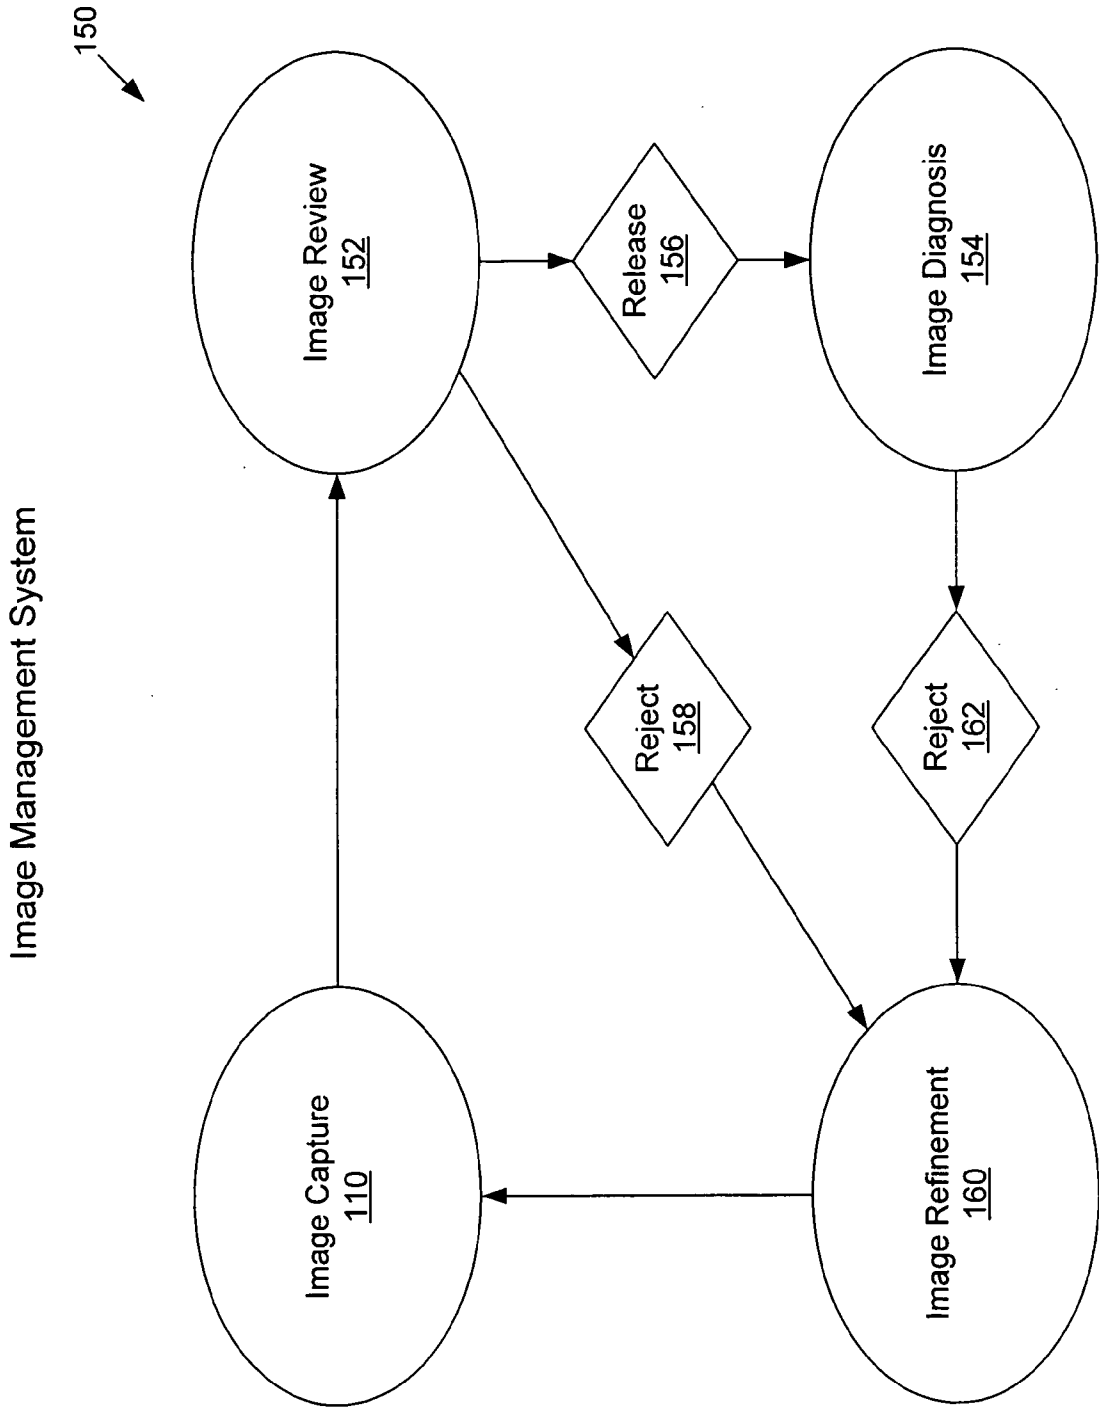 Image Management System
150
Image Capture
110
Image Review
152
Reject
158
Release
156
Image Refinement
160
Reject
162
Image Diagnosis
154